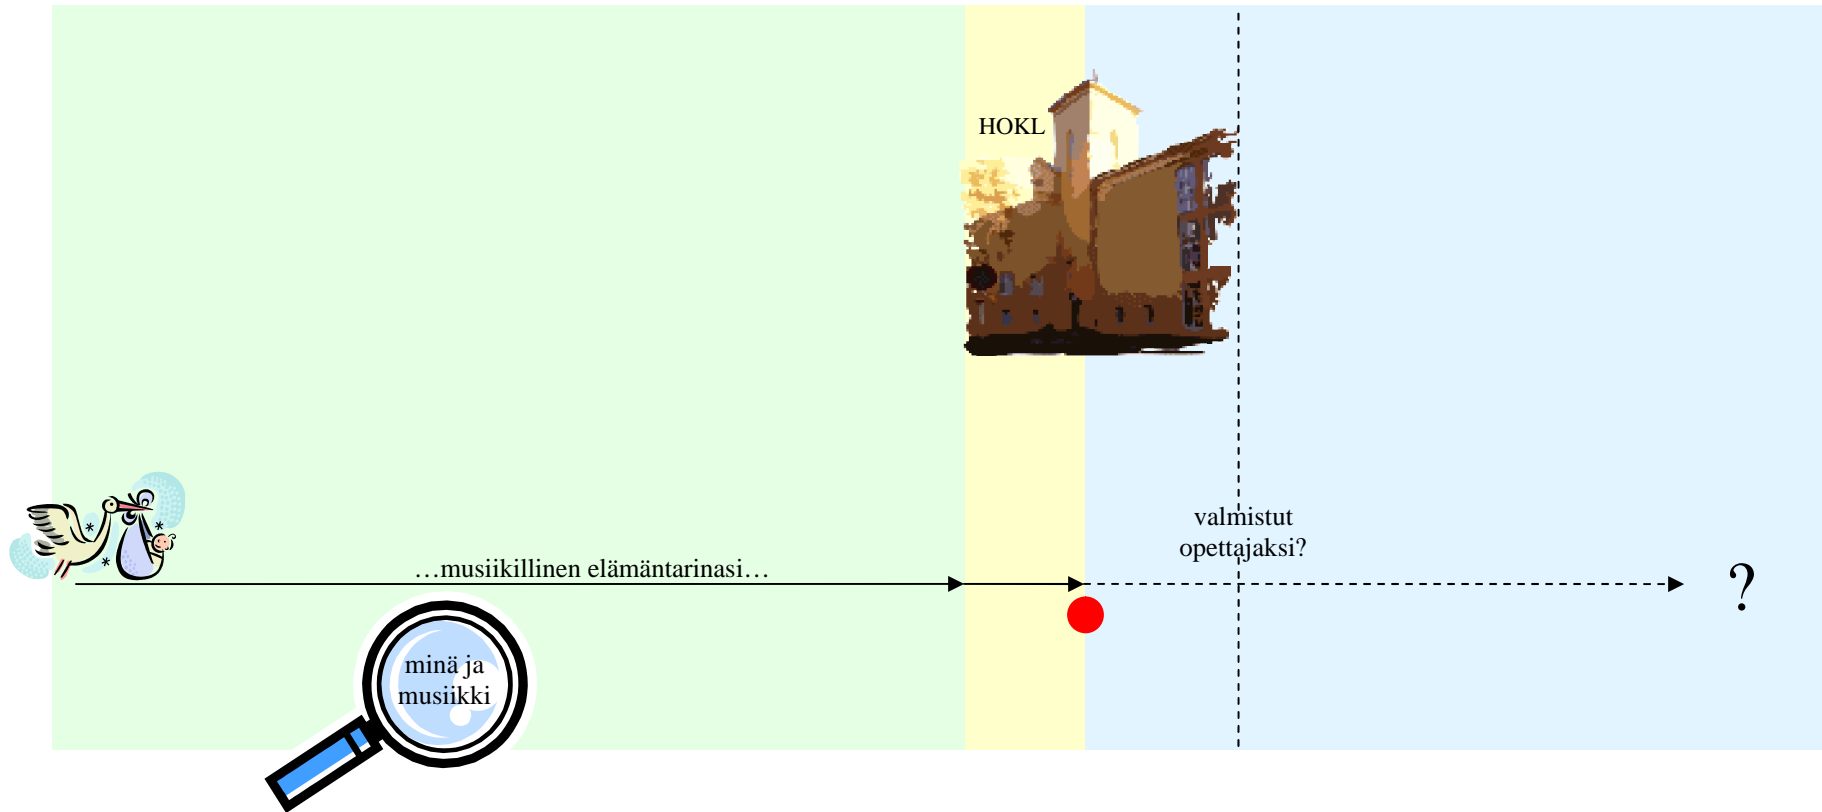 HOKL
valmistut
opettajaksi?
…musiikillinen elämäntarinasi…
?
minä ja
musiikki